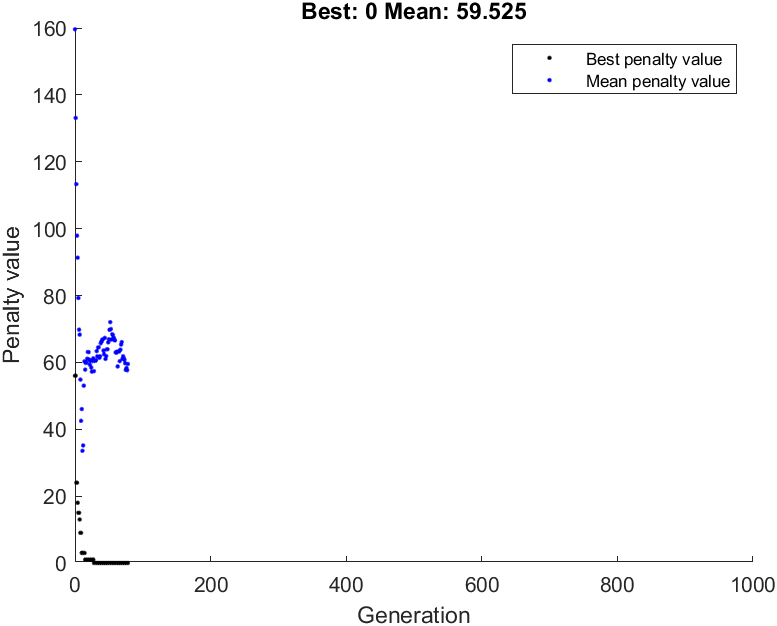 Best: 0 Mean: 59.525
Best penalty value
Mean penalty value
Penalty value
160
140
120
100
80
60
40
20
0
0 200 400 600 800 1000
Generation